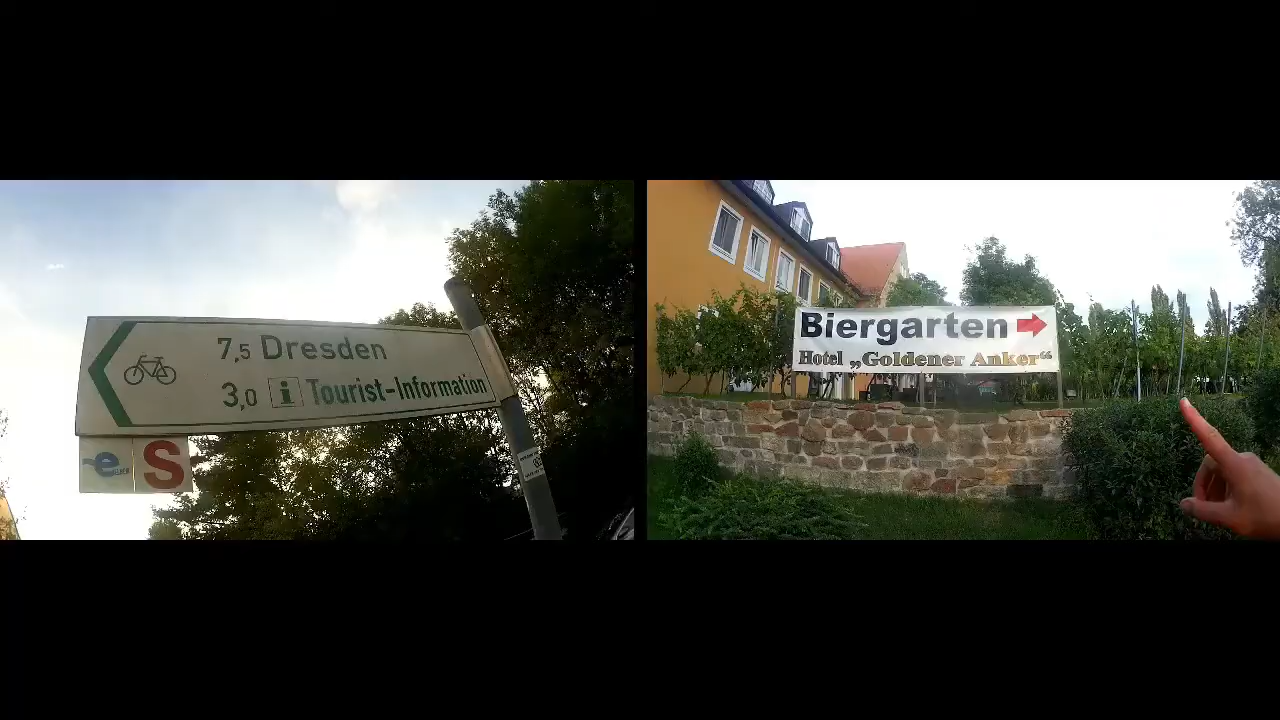 7,5 Dresden
3,0 i Tourist-Information
e
S
Biergarten
Hotel „Goldener Anker“